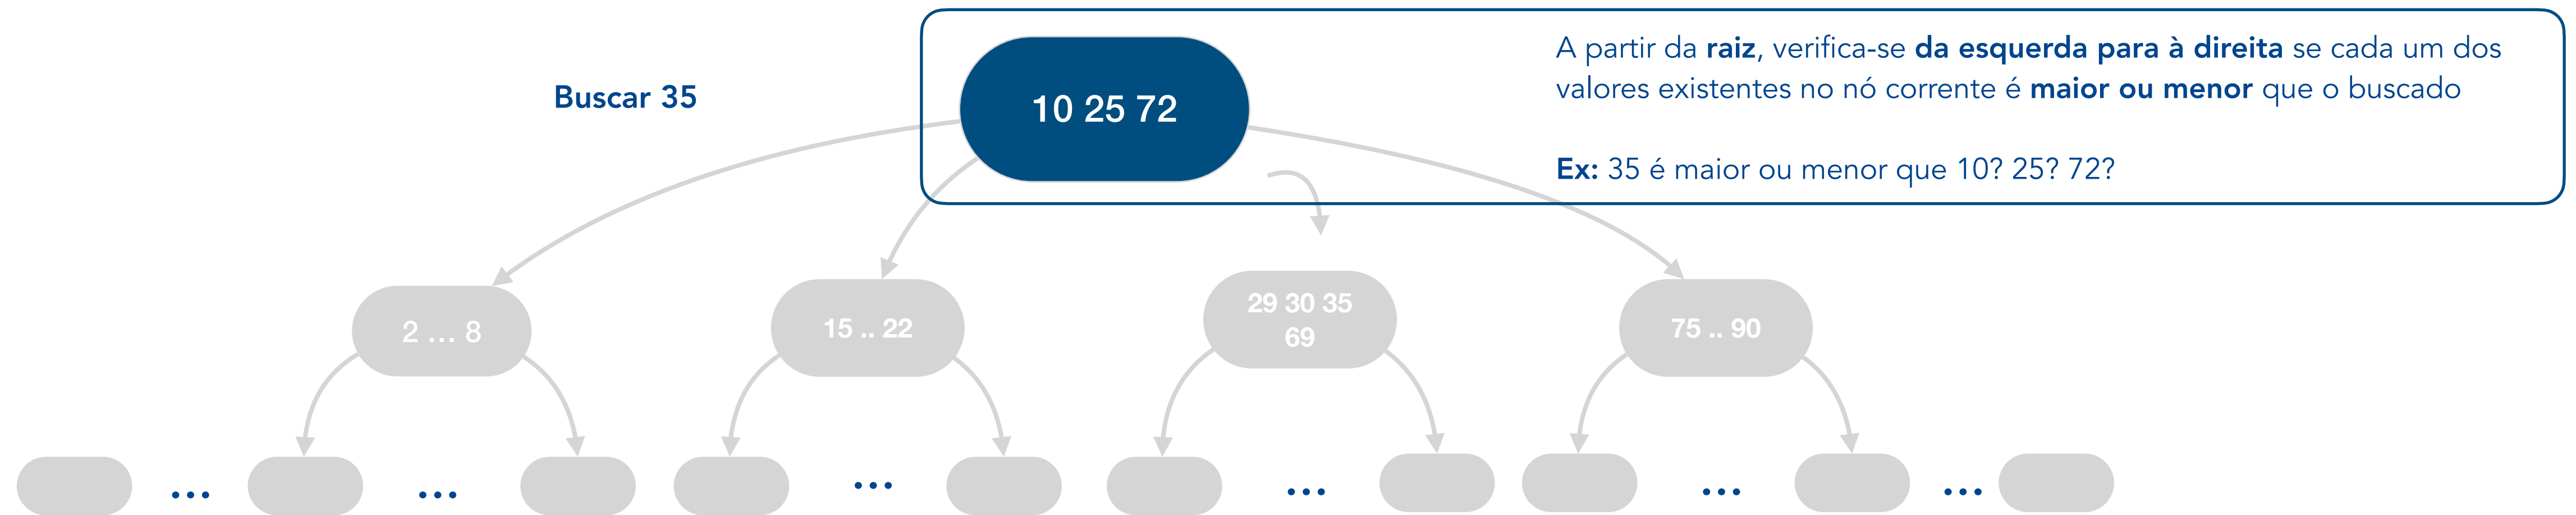 A partir da raiz, verifica-se da esquerda para à direita se cada um dos
valores existentes no nó corrente é maior ou menor que o buscado
Buscar 35
10 25 72
Ex: 35 é maior ou menor que 10? 25? 72?
2 ... 8
15 .. 22
29 30 35
69
75 .. 90
...
...
...
...
...
...